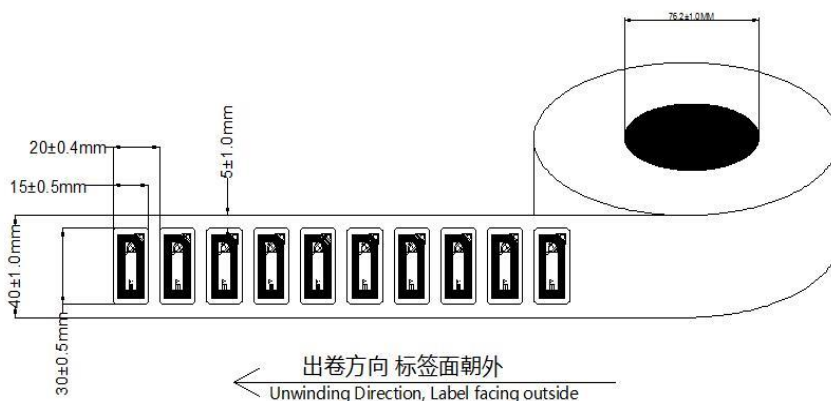 76.2±1.0MM
20±0.4mm
5±1.0mm
15±0.5mm
40±1.0mm
30±0.5mm
出卷方向 标签面朝外
Unwinding Direction, Label facing outside